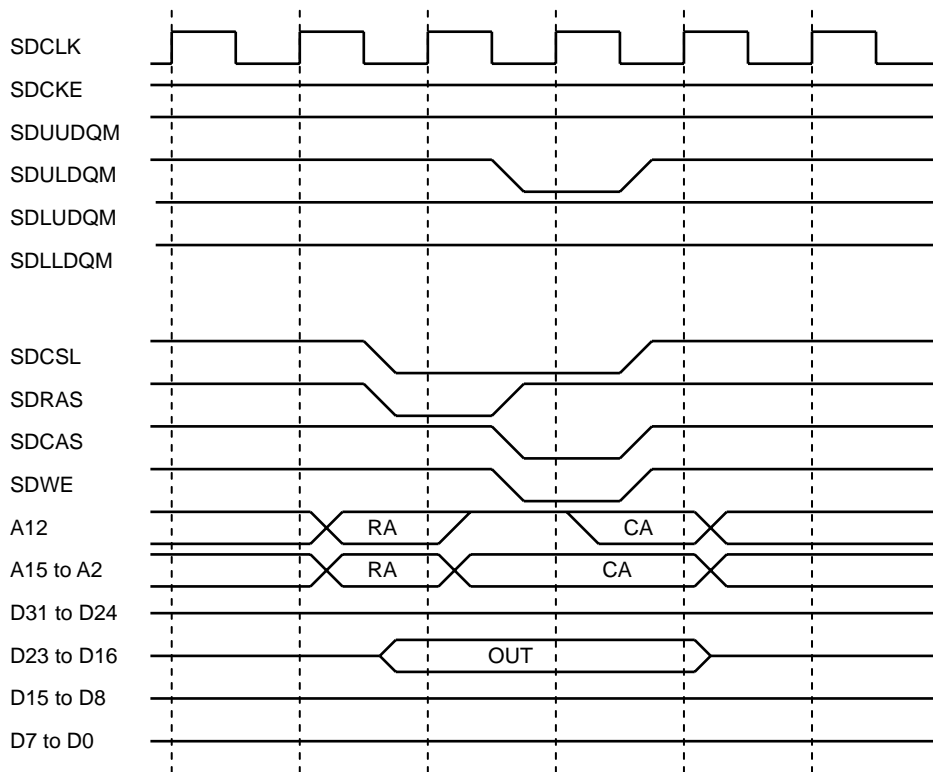 SDCLK
SDCKE
SDUUDQM
SDULDQM
SDLUDQM
SDLLDQM
SDCSL
SDRAS
SDCAS
SDWE
A12 RA CA
A15 to A2 RA CA
D31 to D24
D23 to D16 OUT
D15 to D8
D7 to D0